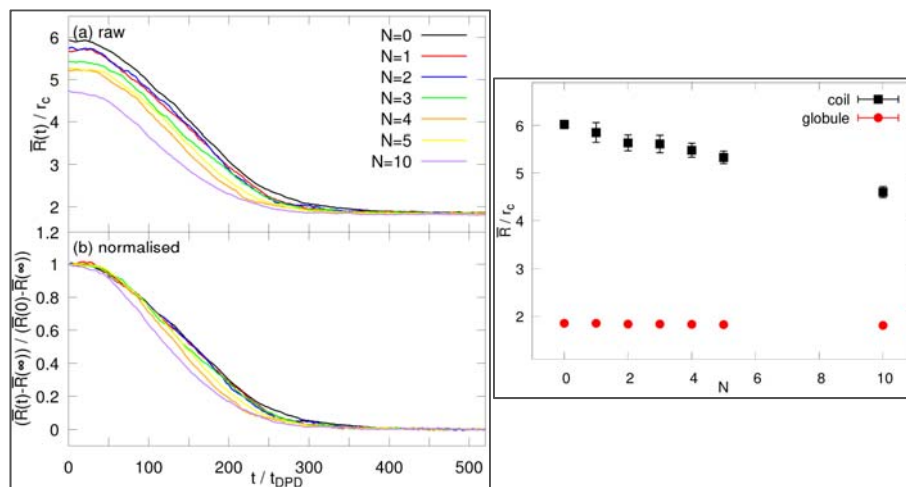 (a) raw
N=0
N=1
N=2
N=3
N=4
N=5
N=10
R̅(t) / r_c
6
5
4
3
2
1.2
(b) normalised
(R̅(t)-R̅(∞)) / (R̅(0)-R̅(∞))
1
0.8
0.6
0.4
0.2
0
0 100 200 300 400 500
t / t_DPD
coil
globule
R̅ / r_c
6
5
4
3
2
0 2 4 6 8 10
N